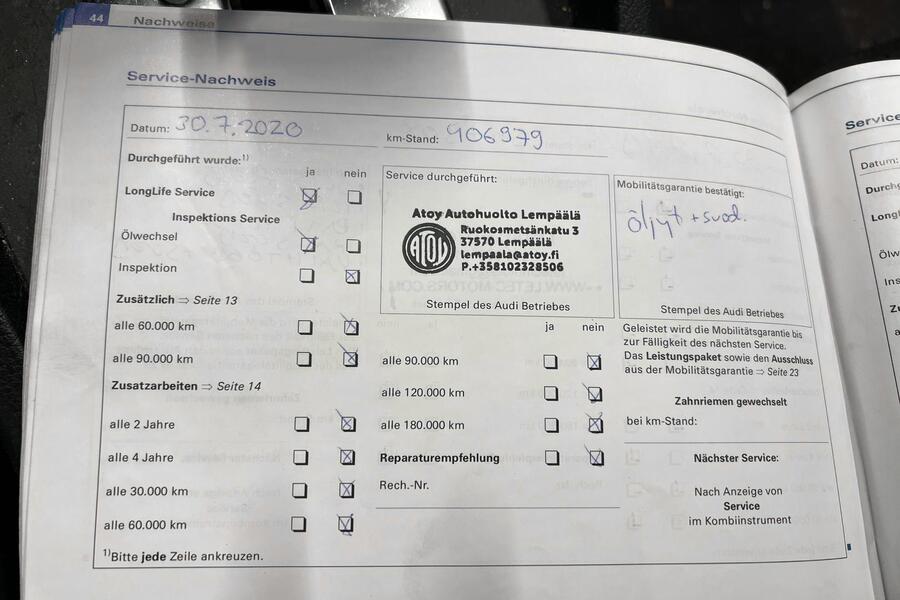 44 Nachweise
Service-Nachweis
Datum: 30.7.2020 km-Stand: 406979
Durchgeführt wurde:1)
ja nein
LongLife Service
Inspektions Service
Ölwechsel
Inspektion
Zusätzlich ⇒ Seite 13
alle 60.000 km
alle 90.000 km
Zusatzarbeiten ⇒ Seite 14
alle 2 Jahre
alle 4 Jahre
alle 30.000 km
alle 60.000 km
1)Bitte jede Zeile ankreuzen.
Service durchgeführt:
Atoy Autohuolto Lempäälä
Ruokosmetsänkatu 3
37570 Lempäälä
lempaala@atoy.fi
P.+358102328506
ATOY
Stempel des Audi Betriebes
ja nein
alle 90.000 km
alle 120.000 km
alle 180.000 km
Reparaturempfehlung
Rech.-Nr.
Mobilitätsgarantie bestätigt:
öljyt + suod.
Stempel des Audi Betriebes
Geleistet wird die Mobilitätsgarantie bis
zur Fälligkeit des nächsten Service.
Das Leistungspaket sowie den Ausschluss
aus der Mobilitätsgarantie ⇒ Seite 23
Zahnriemen gewechselt
bei km-Stand:
Nächster Service:
Nach Anzeige von
Service
im Kombiinstrument
Service
Datum: